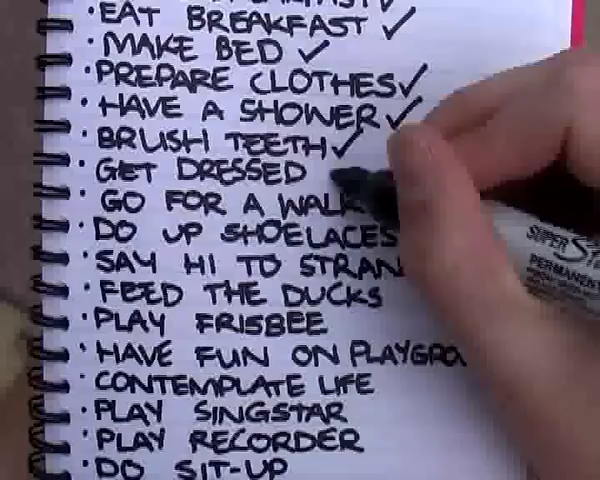 · EAT BREAKFAST ✓
· MAKE BED ✓
· PREPARE CLOTHES ✓
· HAVE A SHOWER ✓
· BRUSH TEETH ✓
· GET DRESSED
GO FOR A WALK
· DO UP SHOELACES
· SAY HI TO STRAN
· FEED THE DUCKS
· PLAY FRISBEE
· HAVE FUN ON PLAYGRO
· CONTEMPLATE LIFE
· PLAY SINGSTAR
· PLAY RECORDER
· DO SIT-UP
SUPER
PERMANENT